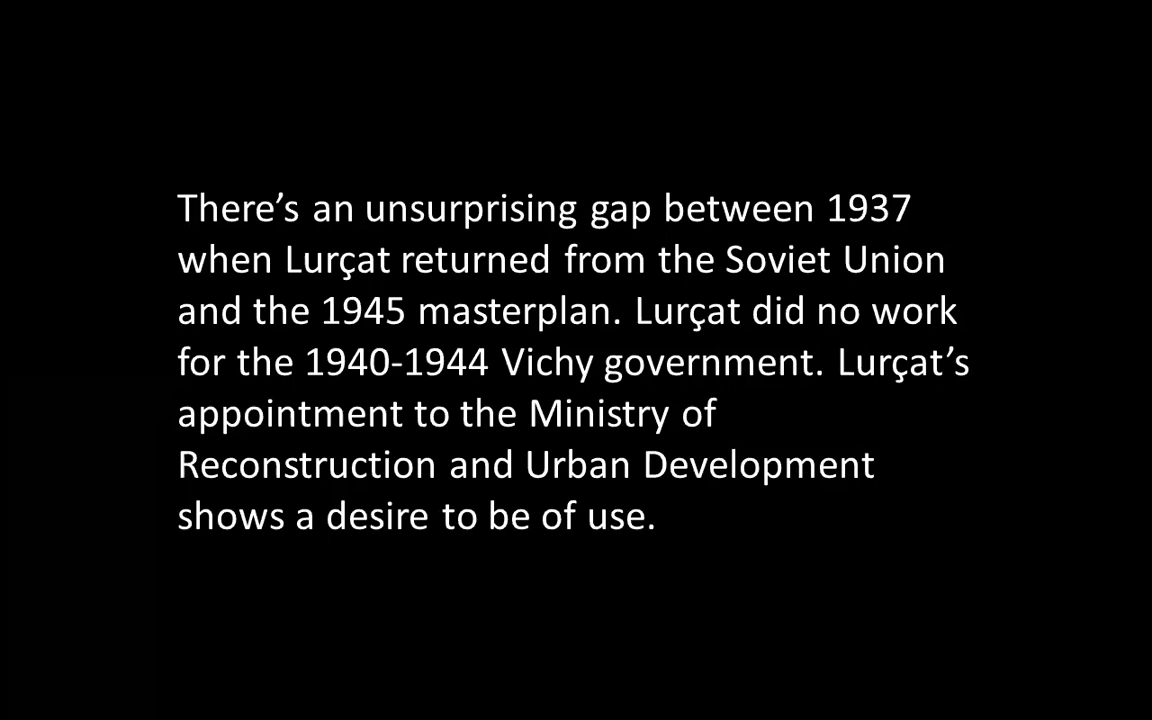 There’s an unsurprising gap between 1937
when Lurçat returned from the Soviet Union
and the 1945 masterplan. Lurçat did no work
for the 1940-1944 Vichy government. Lurçat’s
appointment to the Ministry of
Reconstruction and Urban Development
shows a desire to be of use.